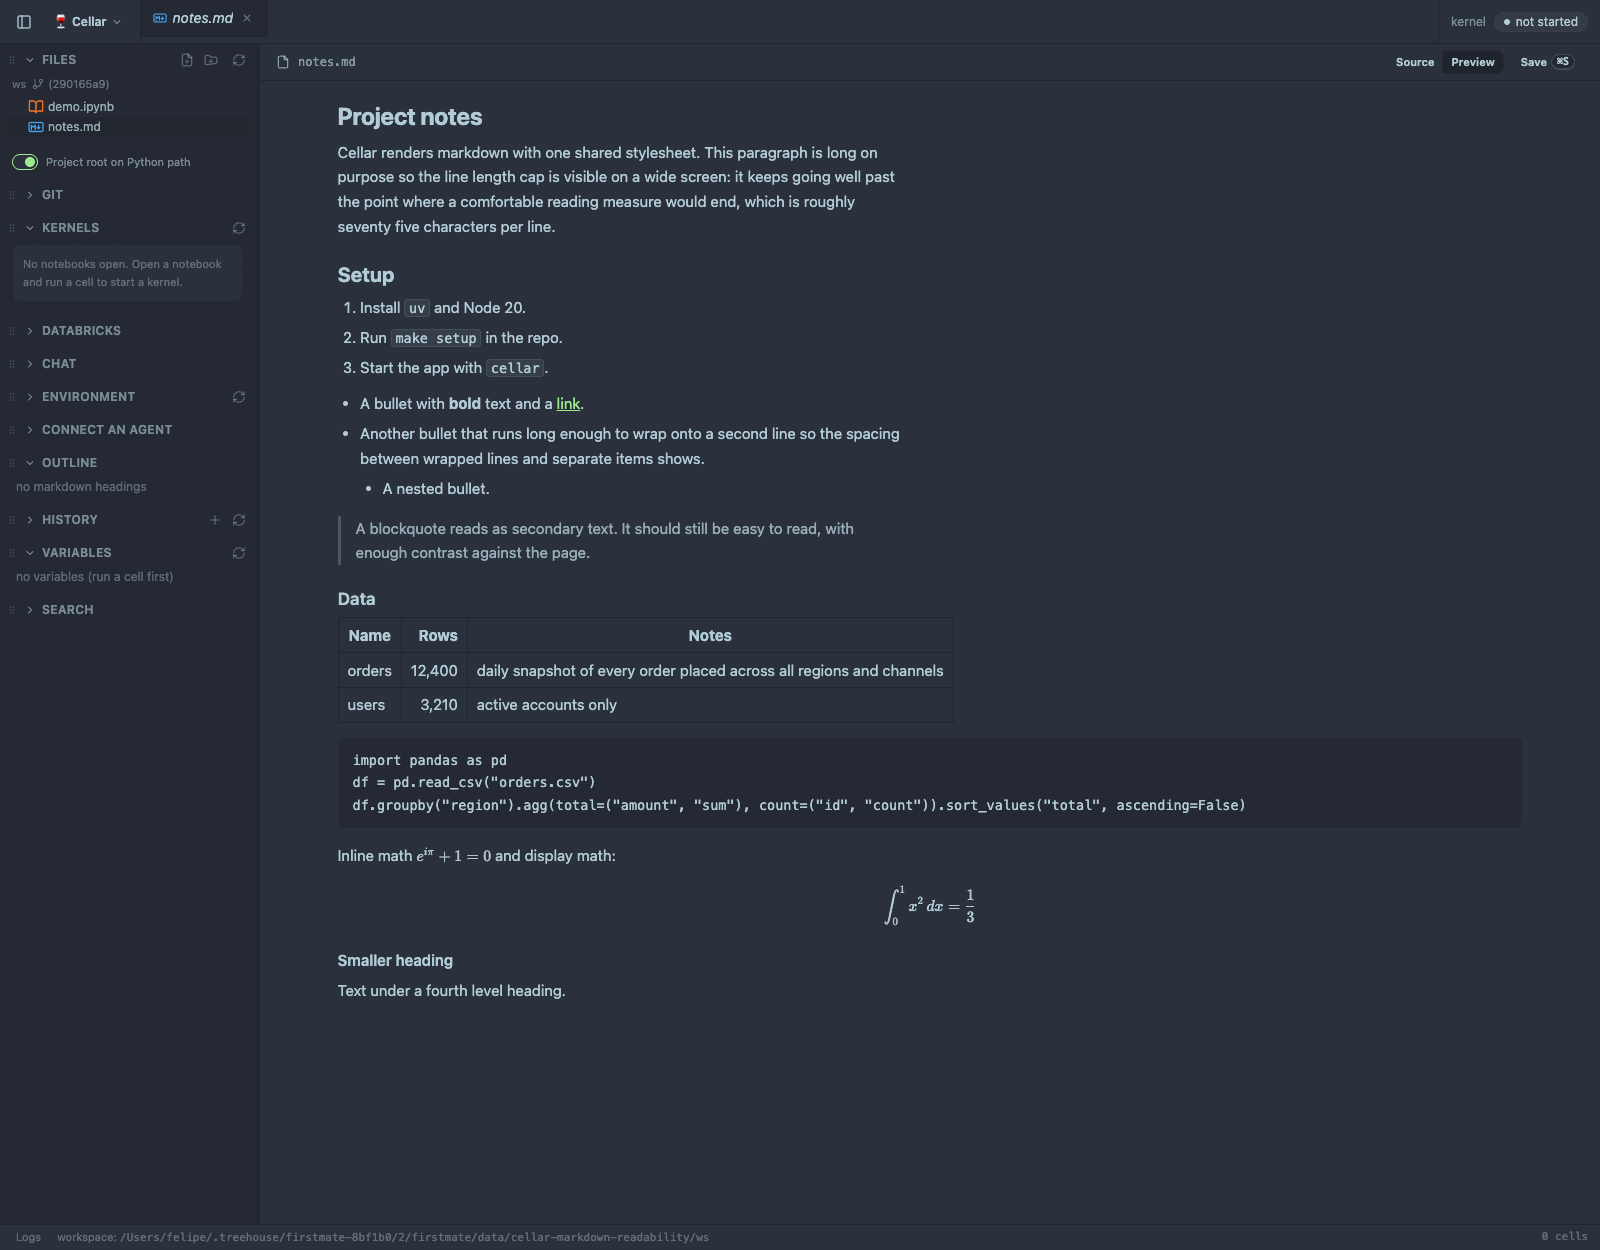 Cellar
notes.md
kernel
not started
FILES
ws (290165a9)
demo.ipynb
notes.md
Project root on Python path
GIT
KERNELS
No notebooks open. Open a notebook
and run a cell to start a kernel.
DATABRICKS
CHAT
ENVIRONMENT
CONNECT AN AGENT
OUTLINE
no markdown headings
HISTORY
VARIABLES
no variables (run a cell first)
SEARCH
notes.md
Source
Preview
Save ⌘S
Project notes
Cellar renders markdown with one shared stylesheet. This paragraph is long on
purpose so the line length cap is visible on a wide screen: it keeps going well past
the point where a comfortable reading measure would end, which is roughly
seventy five characters per line.
Setup
1. Install uv and Node 20.
2. Run make setup in the repo.
3. Start the app with cellar.
• A bullet with bold text and a link.
• Another bullet that runs long enough to wrap onto a second line so the spacing
between wrapped lines and separate items shows.
• A nested bullet.
A blockquote reads as secondary text. It should still be easy to read, with
enough contrast against the page.
Data
Name Rows Notes
orders 12,400 daily snapshot of every order placed across all regions and channels
users 3,210 active accounts only
import pandas as pd
df = pd.read_csv("orders.csv")
df.groupby("region").agg(total=("amount", "sum"), count=("id", "count")).sort_values("total", ascending=False)
Inline math e^{iπ} + 1 = 0 and display math:
∫₀¹ x² dx = 1/3
Smaller heading
Text under a fourth level heading.
Logs
workspace: /Users/felipe/.treehouse/firstmate-8bf1b0/2/firstmate/data/cellar-markdown-readability/ws
0 cells